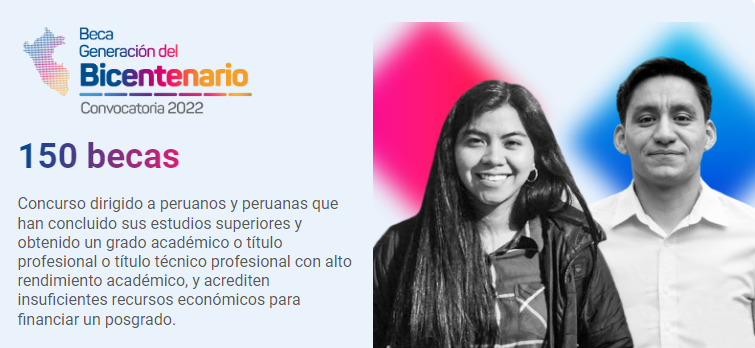 Beca
Generación del
Bicentenario
Convocatoria 2022
150 becas
Concurso dirigido a peruanos y peruanas que
han concluido sus estudios superiores y
obtenido un grado académico o título
profesional o título técnico profesional con alto
rendimiento académico, y acrediten
insuficientes recursos económicos para
financiar un posgrado.